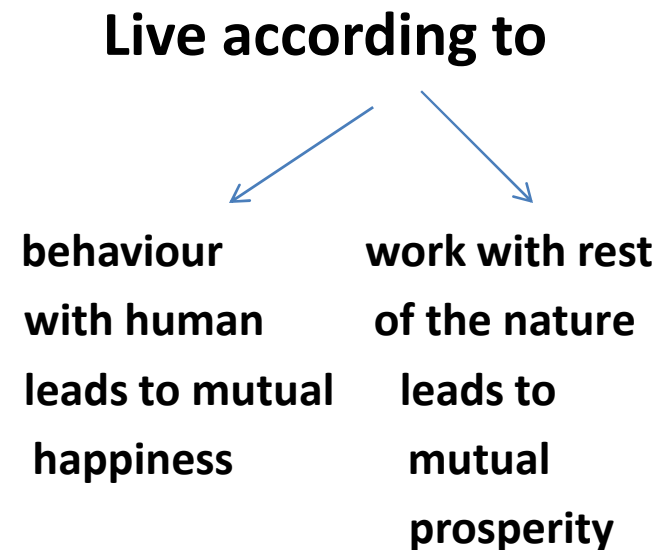 Live according to
behaviour
with human
leads to mutual
happiness
work with rest
of the nature
leads to
mutual
prosperity